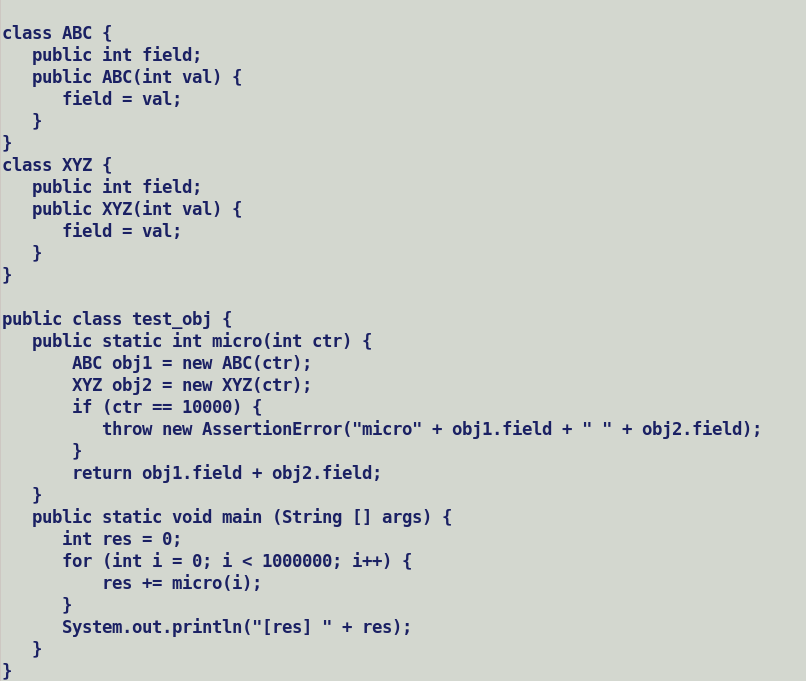 class ABC {
   public int field;
   public ABC(int val) {
      field = val;
   }
}
class XYZ {
   public int field;
   public XYZ(int val) {
      field = val;
   }
}

public class test_obj {
   public static int micro(int ctr) {
       ABC obj1 = new ABC(ctr);
       XYZ obj2 = new XYZ(ctr);
       if (ctr == 10000) {
          throw new AssertionError("micro" + obj1.field + " " + obj2.field);
       }
       return obj1.field + obj2.field;
   }
   public static void main (String [] args) {
      int res = 0;
      for (int i = 0; i < 1000000; i++) {
          res += micro(i);
      }
      System.out.println("[res] " + res);
   }
}